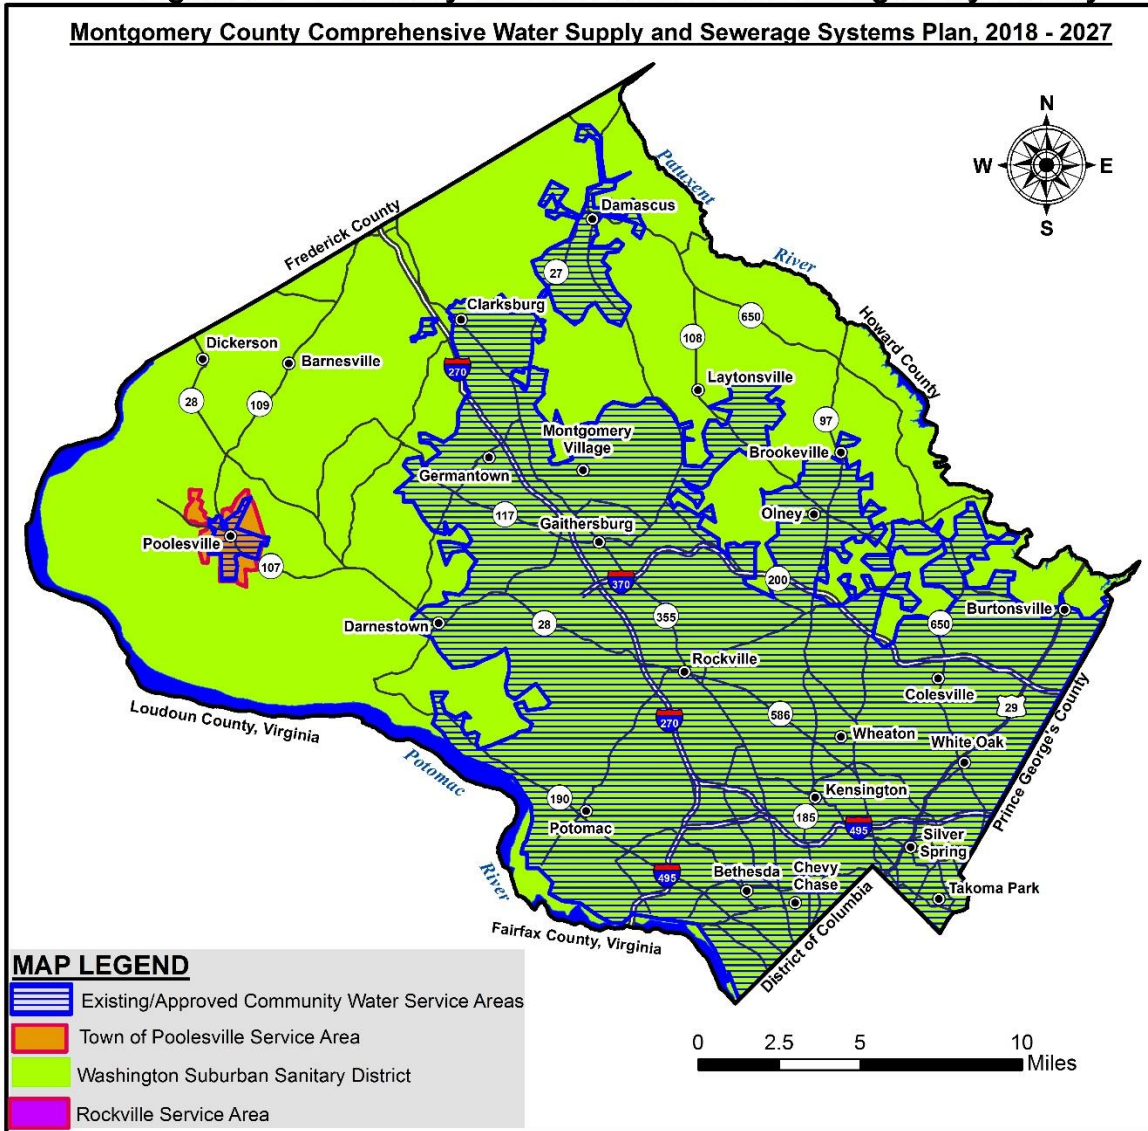 Montgomery County Comprehensive Water Supply and Sewerage Systems Plan, 2018 - 2027
N
W
E
S
Patuxent
River
Damascus
Frederick County
27
Clarksburg
650
Howard County
Dickerson
Barnesville
108
270
Laytonsville
28
109
97
Montgomery
Village
Brookeville
Germantown
117
Gaithersburg
Olney
Poolesville
107
370
200
Burtonsville
Darnestown
28
355
650
Rockville
Colesville
Loudoun County, Virginia
270
586
29
Wheaton
White Oak
Prince George's County
Potomac
River
190
Potomac
Kensington
185
495
Silver
Spring
495
Bethesda
Chevy
Chase
Takoma Park
Fairfax County, Virginia
District of Columbia
MAP LEGEND
Existing/Approved Community Water Service Areas
Town of Poolesville Service Area
Washington Suburban Sanitary District
Rockville Service Area
0
2.5
5
10
Miles